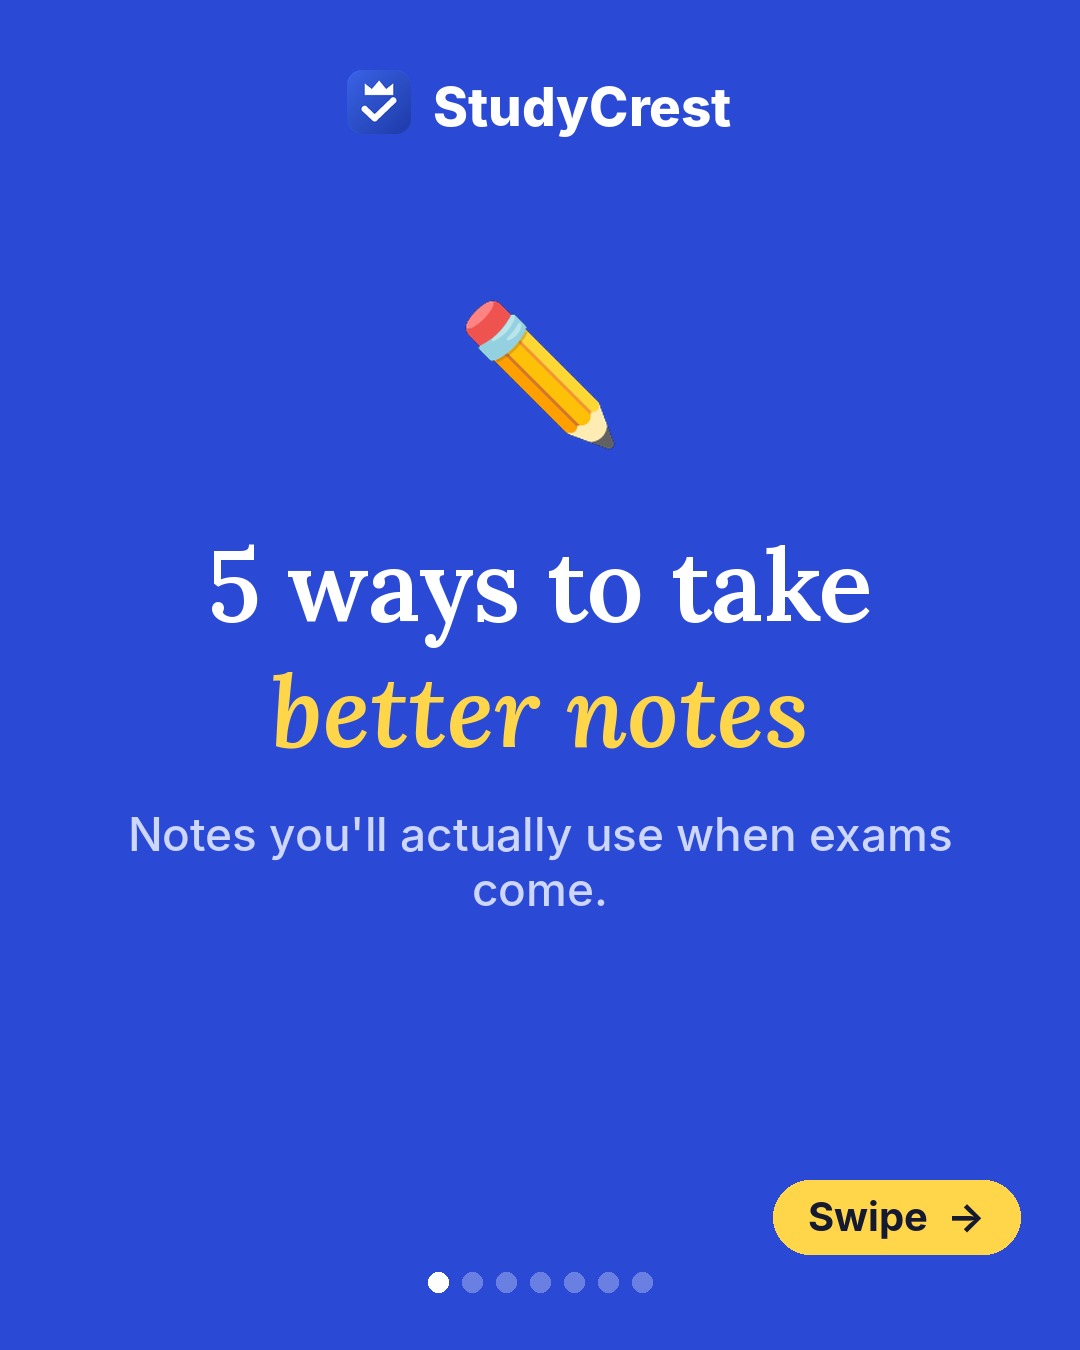 StudyCrest
5 ways to take
better notes
Notes you'll actually use when exams
come.
Swipe →